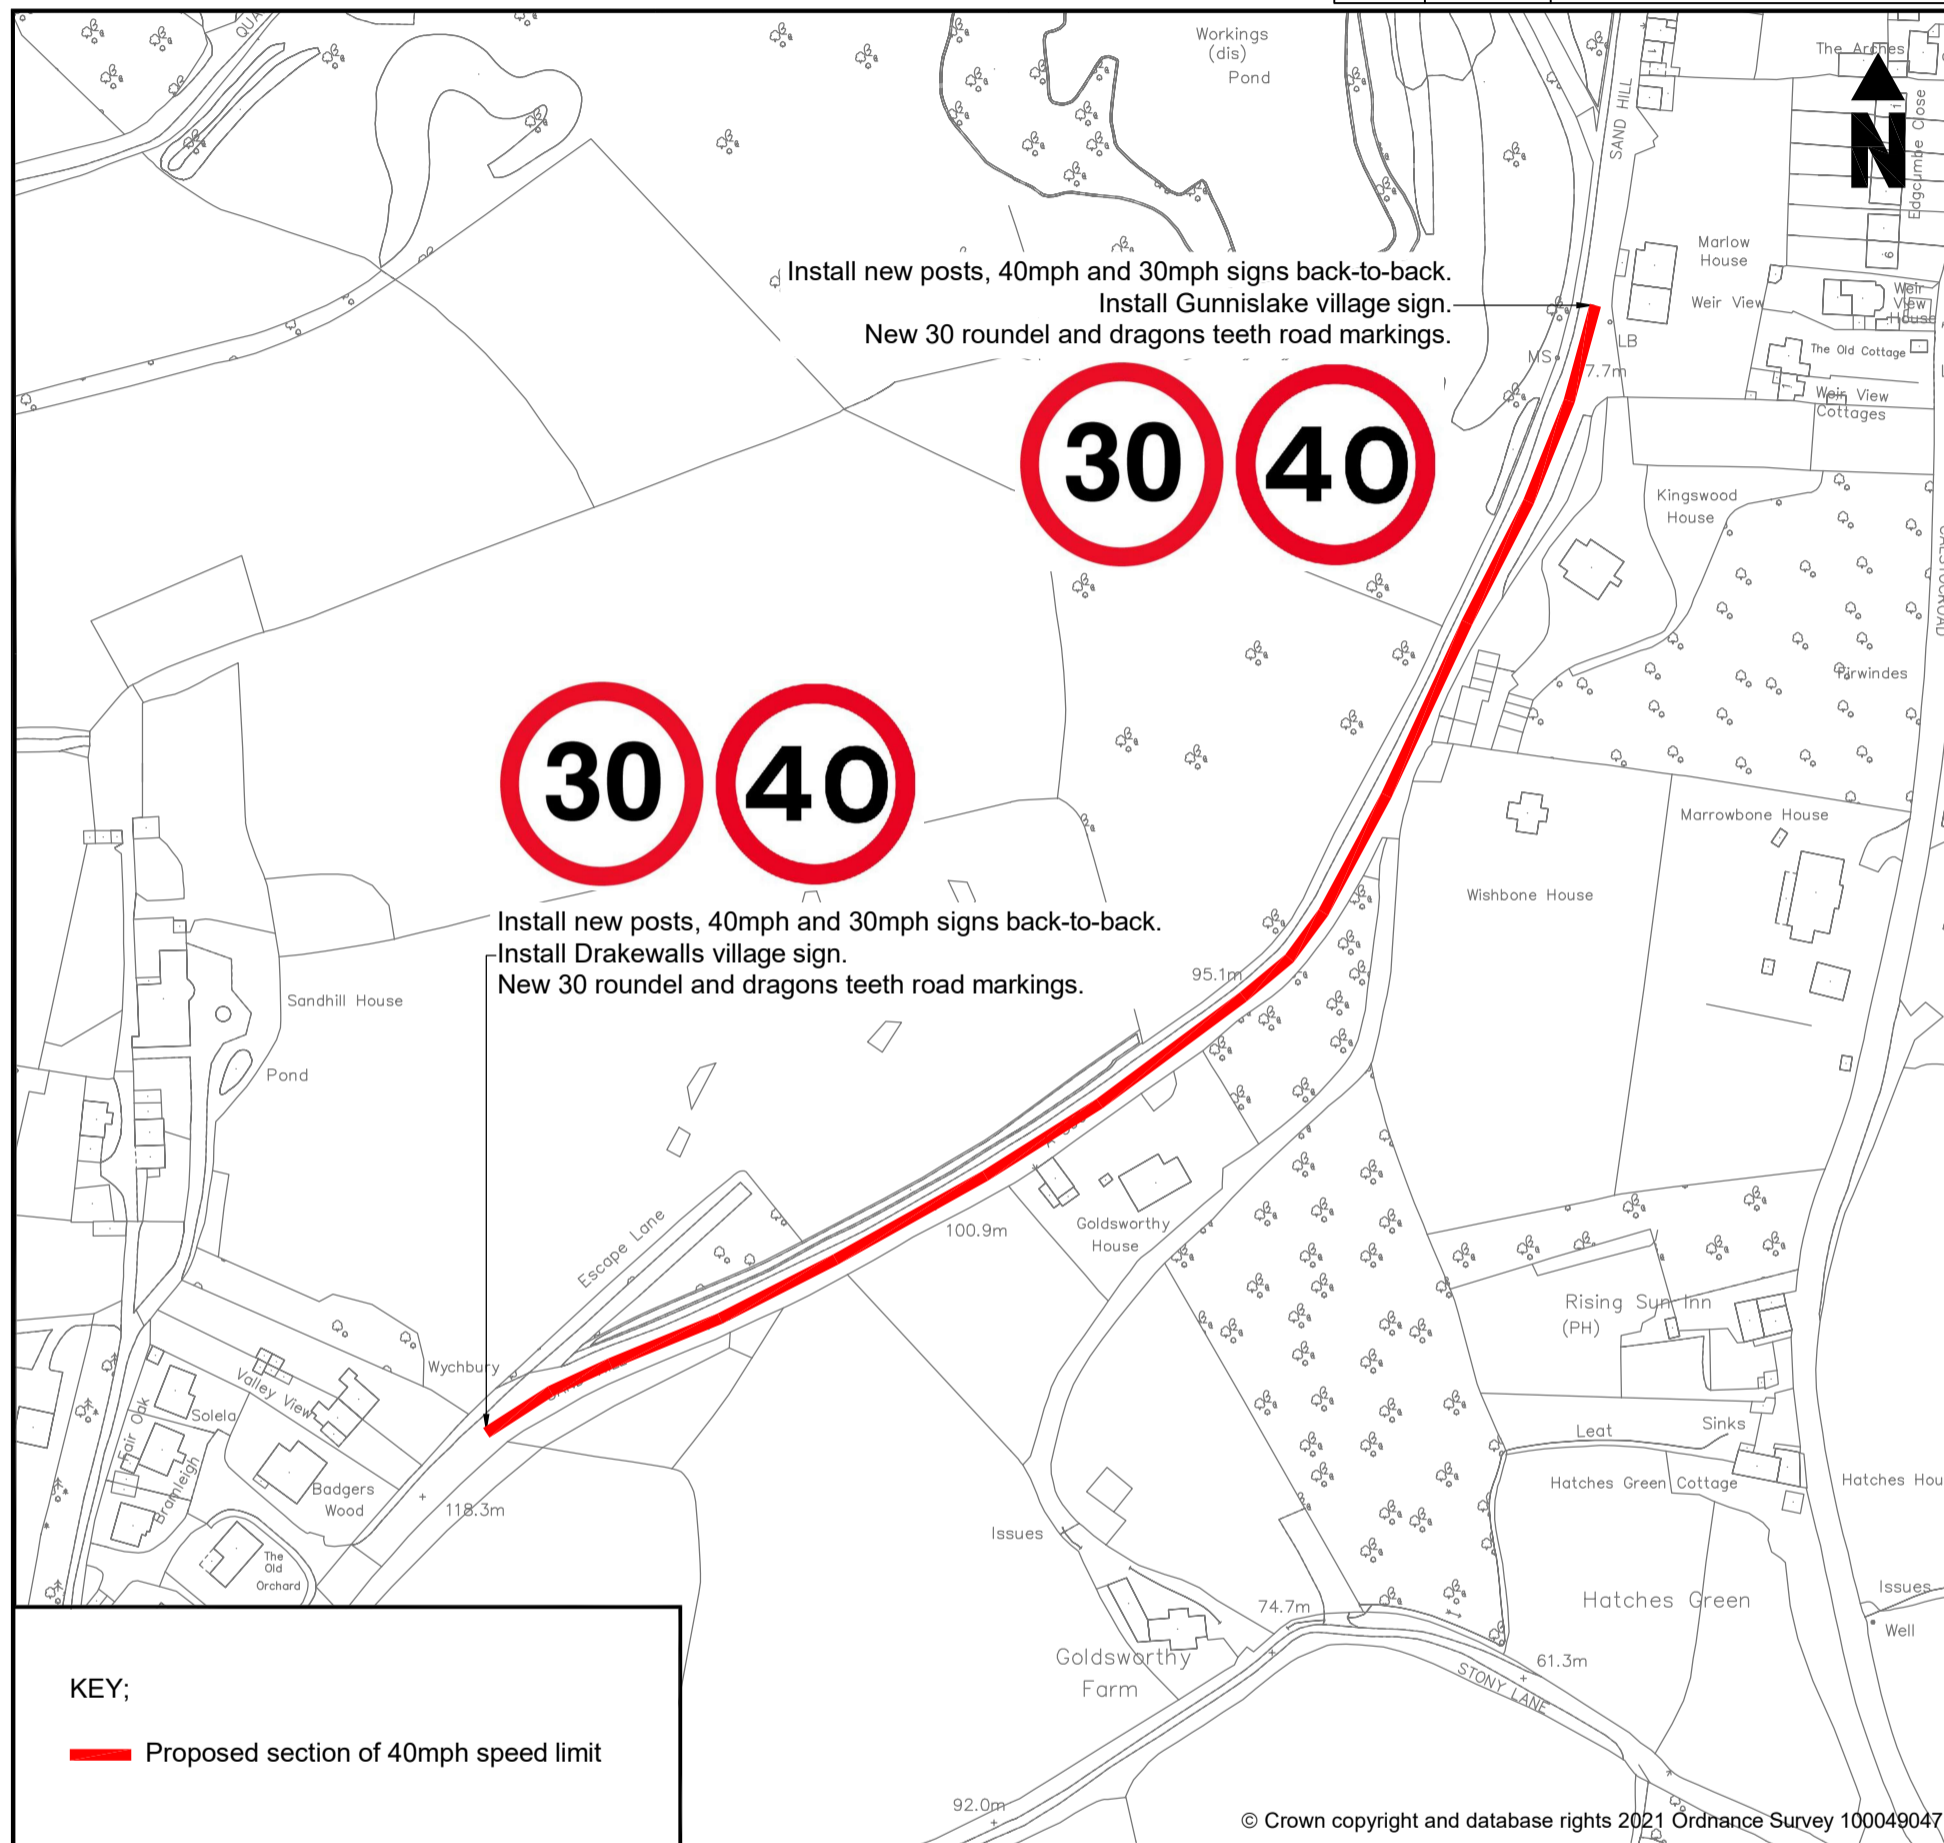 Workings
(dis)
Pond
The Arches
N
SAND HILL
Edgcumbe Close
1
6
Marlow
House
Weir View
Weir
View
House
Install new posts, 40mph and 30mph signs back-to-back.
Install Gunnislake village sign.
New 30 roundel and dragons teeth road markings.
MS
LB
7.7m
The Old Cottage
Weir View
Cottages
1
30
40
Kingswood
House
30
40
Marrowbone House
Wishbone House
Install new posts, 40mph and 30mph signs back-to-back.
Install Drakewalls village sign.
New 30 roundel and dragons teeth road markings.
95.1m
Sandhill House
Pond
Escape Lane
100.9m
Goldsworthy
House
Rising Sun Inn
(PH)
Wychbury
Valley View
Solela
Fair Oak
Bramleigh
Badgers
Wood
118.3m
The
Old
Orchard
Leat
Sinks
Hatches Green Cottage
Hatches Hou
Issues
Hatches Green
Issues
Well
74.7m
61.3m
STONY LANE
Goldsworthy
Farm
92.0m
KEY;
Proposed section of 40mph speed limit
© Crown copyright and database rights 2021 Ordnance Survey 100049047